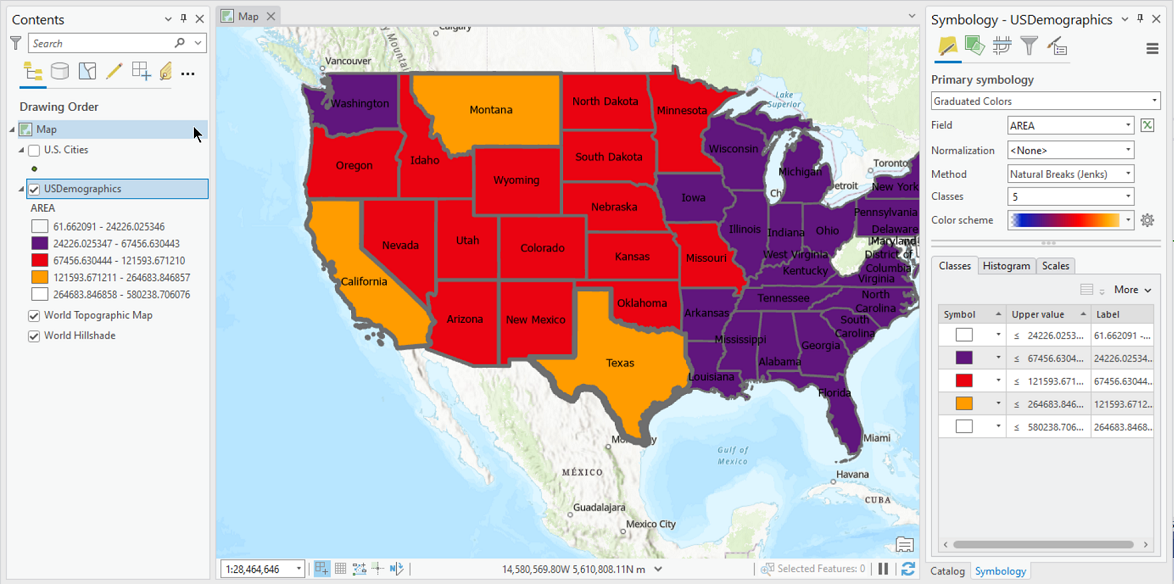 Contents
Search
Drawing Order
Map
U.S. Cities
USDemographics
AREA
61.662091 - 24226.025346
24226.025347 - 67456.630443
67456.630444 - 121593.671210
121593.671211 - 264683.846857
264683.846858 - 580238.706076
World Topographic Map
World Hillshade
Map
Calgary
Mountai
Vancouver
Washington
Montana
North Dakota
Minnesota
Lake
Superior
Oregon
Idaho
Wyoming
South Dakota
Wisconsin
Michigan
Toronto
Detroit
New York
Nebraska
Iowa
Ch
Pennsylvania
Nevada
Utah
Colorado
Kansas
Missouri
Illinois
Indiana
Ohio
Delaware
Maryland
District of
Columbia
West Virginia
Virginia
Kentucky
California
Arizona
New Mexico
Oklahoma
Arkansas
Tennessee
North
Carolina
South
Carolina
Mississippi
Alabama
Georgia
Texas
Louisiana
Florida
Miami
Gulf of
Mexico
Havana
CUBA
MÉXICO
Guadalajara
Mexico City
1:28,464,646
14,580,569.80W 5,610,808.11N m
Selected Features: 0
Symbology - USDemographics
Primary symbology
Graduated Colors
Field
AREA
Normalization
<None>
Method
Natural Breaks (Jenks)
Classes
5
Color scheme
Classes
Histogram
Scales
More
Symbol
Upper value
Label
≤ 24226.0253...
61.662091 -...
≤ 67456.6304...
24226.02534...
≤ 121593.671...
67456.63044...
≤ 264683.846...
121593.6712...
≤ 580238.706...
264683.8468...
Catalog
Symbology